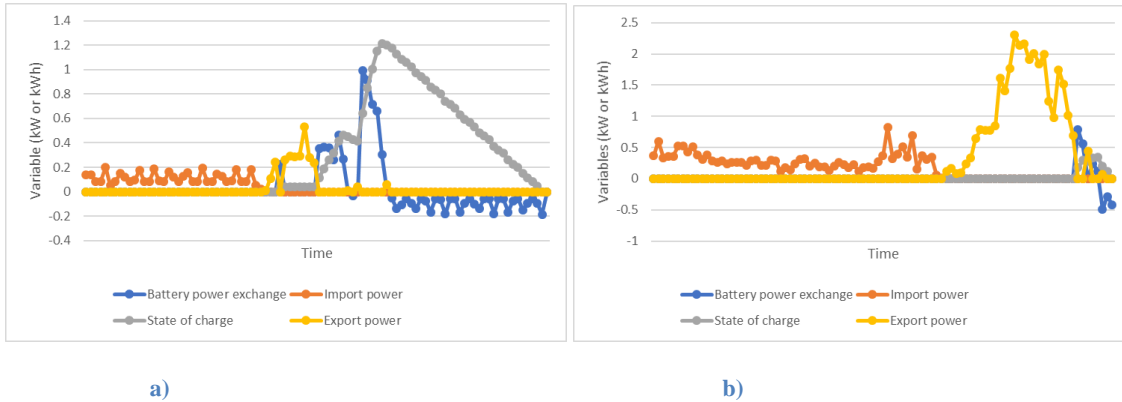 1.4
1.2
1
0.8
0.6
0.4
0.2
0
-0.2
-0.4
Variable (kW or kWh)
Time
Battery power exchange
Import power
State of charge
Export power
a)
2.5
2
1.5
1
0.5
0
-0.5
-1
Variables (kW or kWh)
Time
Battery power exchange
Import power
State of charge
Export power
b)